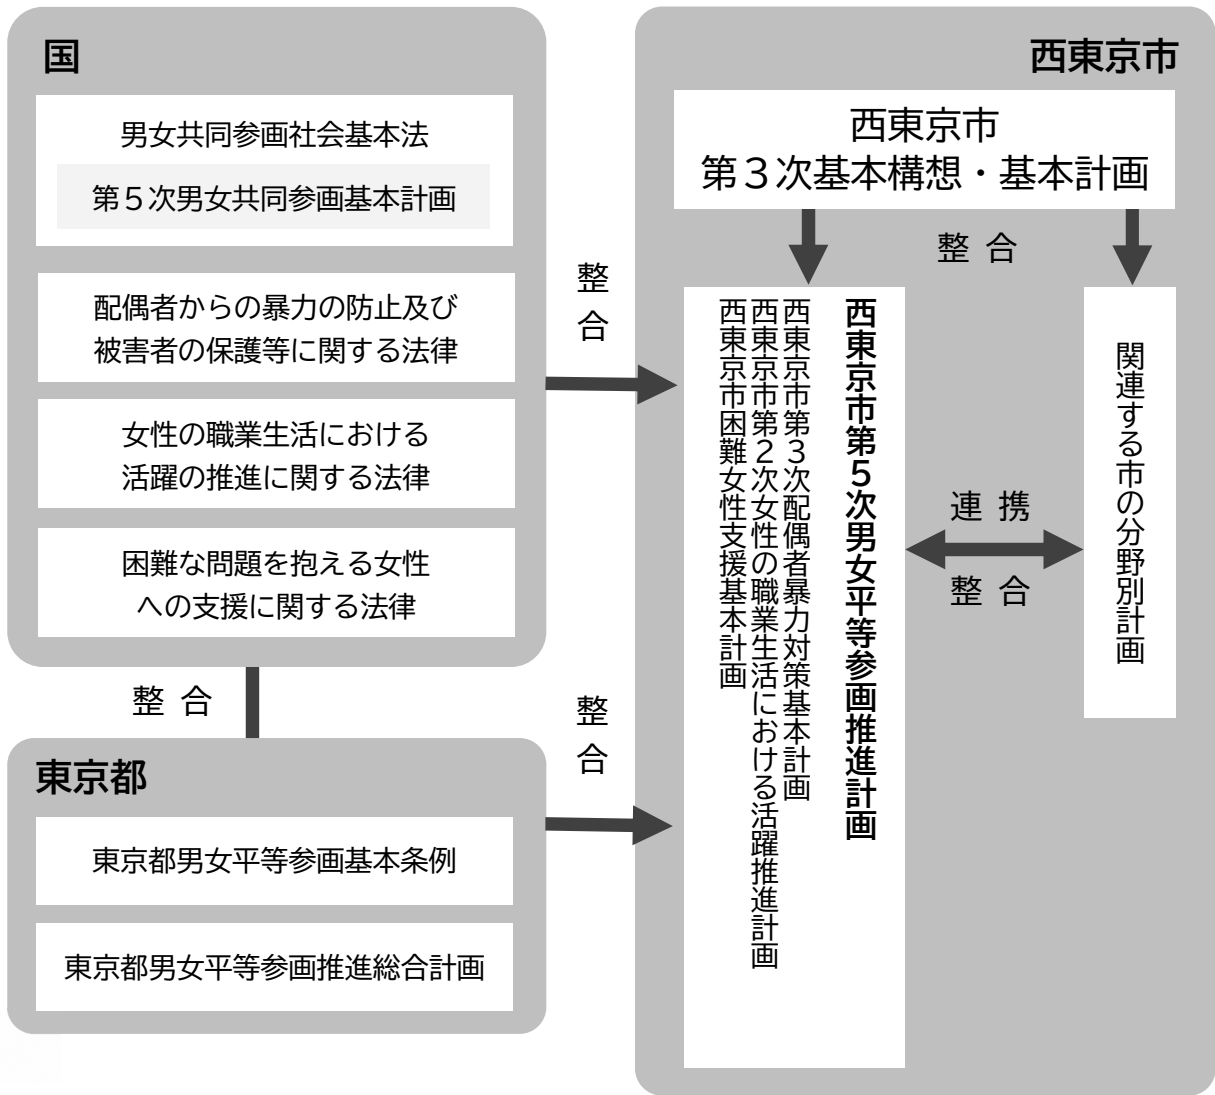 国
男女共同参画社会基本法
第５次男女共同参画基本計画
配偶者からの暴力の防止及び
被害者の保護等に関する法律
女性の職業生活における
活躍の推進に関する法律
困難な問題を抱える女性
への支援に関する法律
整合
東京都
東京都男女平等参画基本条例
東京都男女平等参画推進総合計画
整合
整合
西東京市
西東京市
第３次基本構想・基本計画
整合
西東京市第５次男女平等参画推進計画
西東京市第３次配偶者暴力対策基本計画
西東京市第２次女性の職業生活における活躍推進計画
西東京市困難女性支援基本計画
連携
整合
関連する市の分野別計画